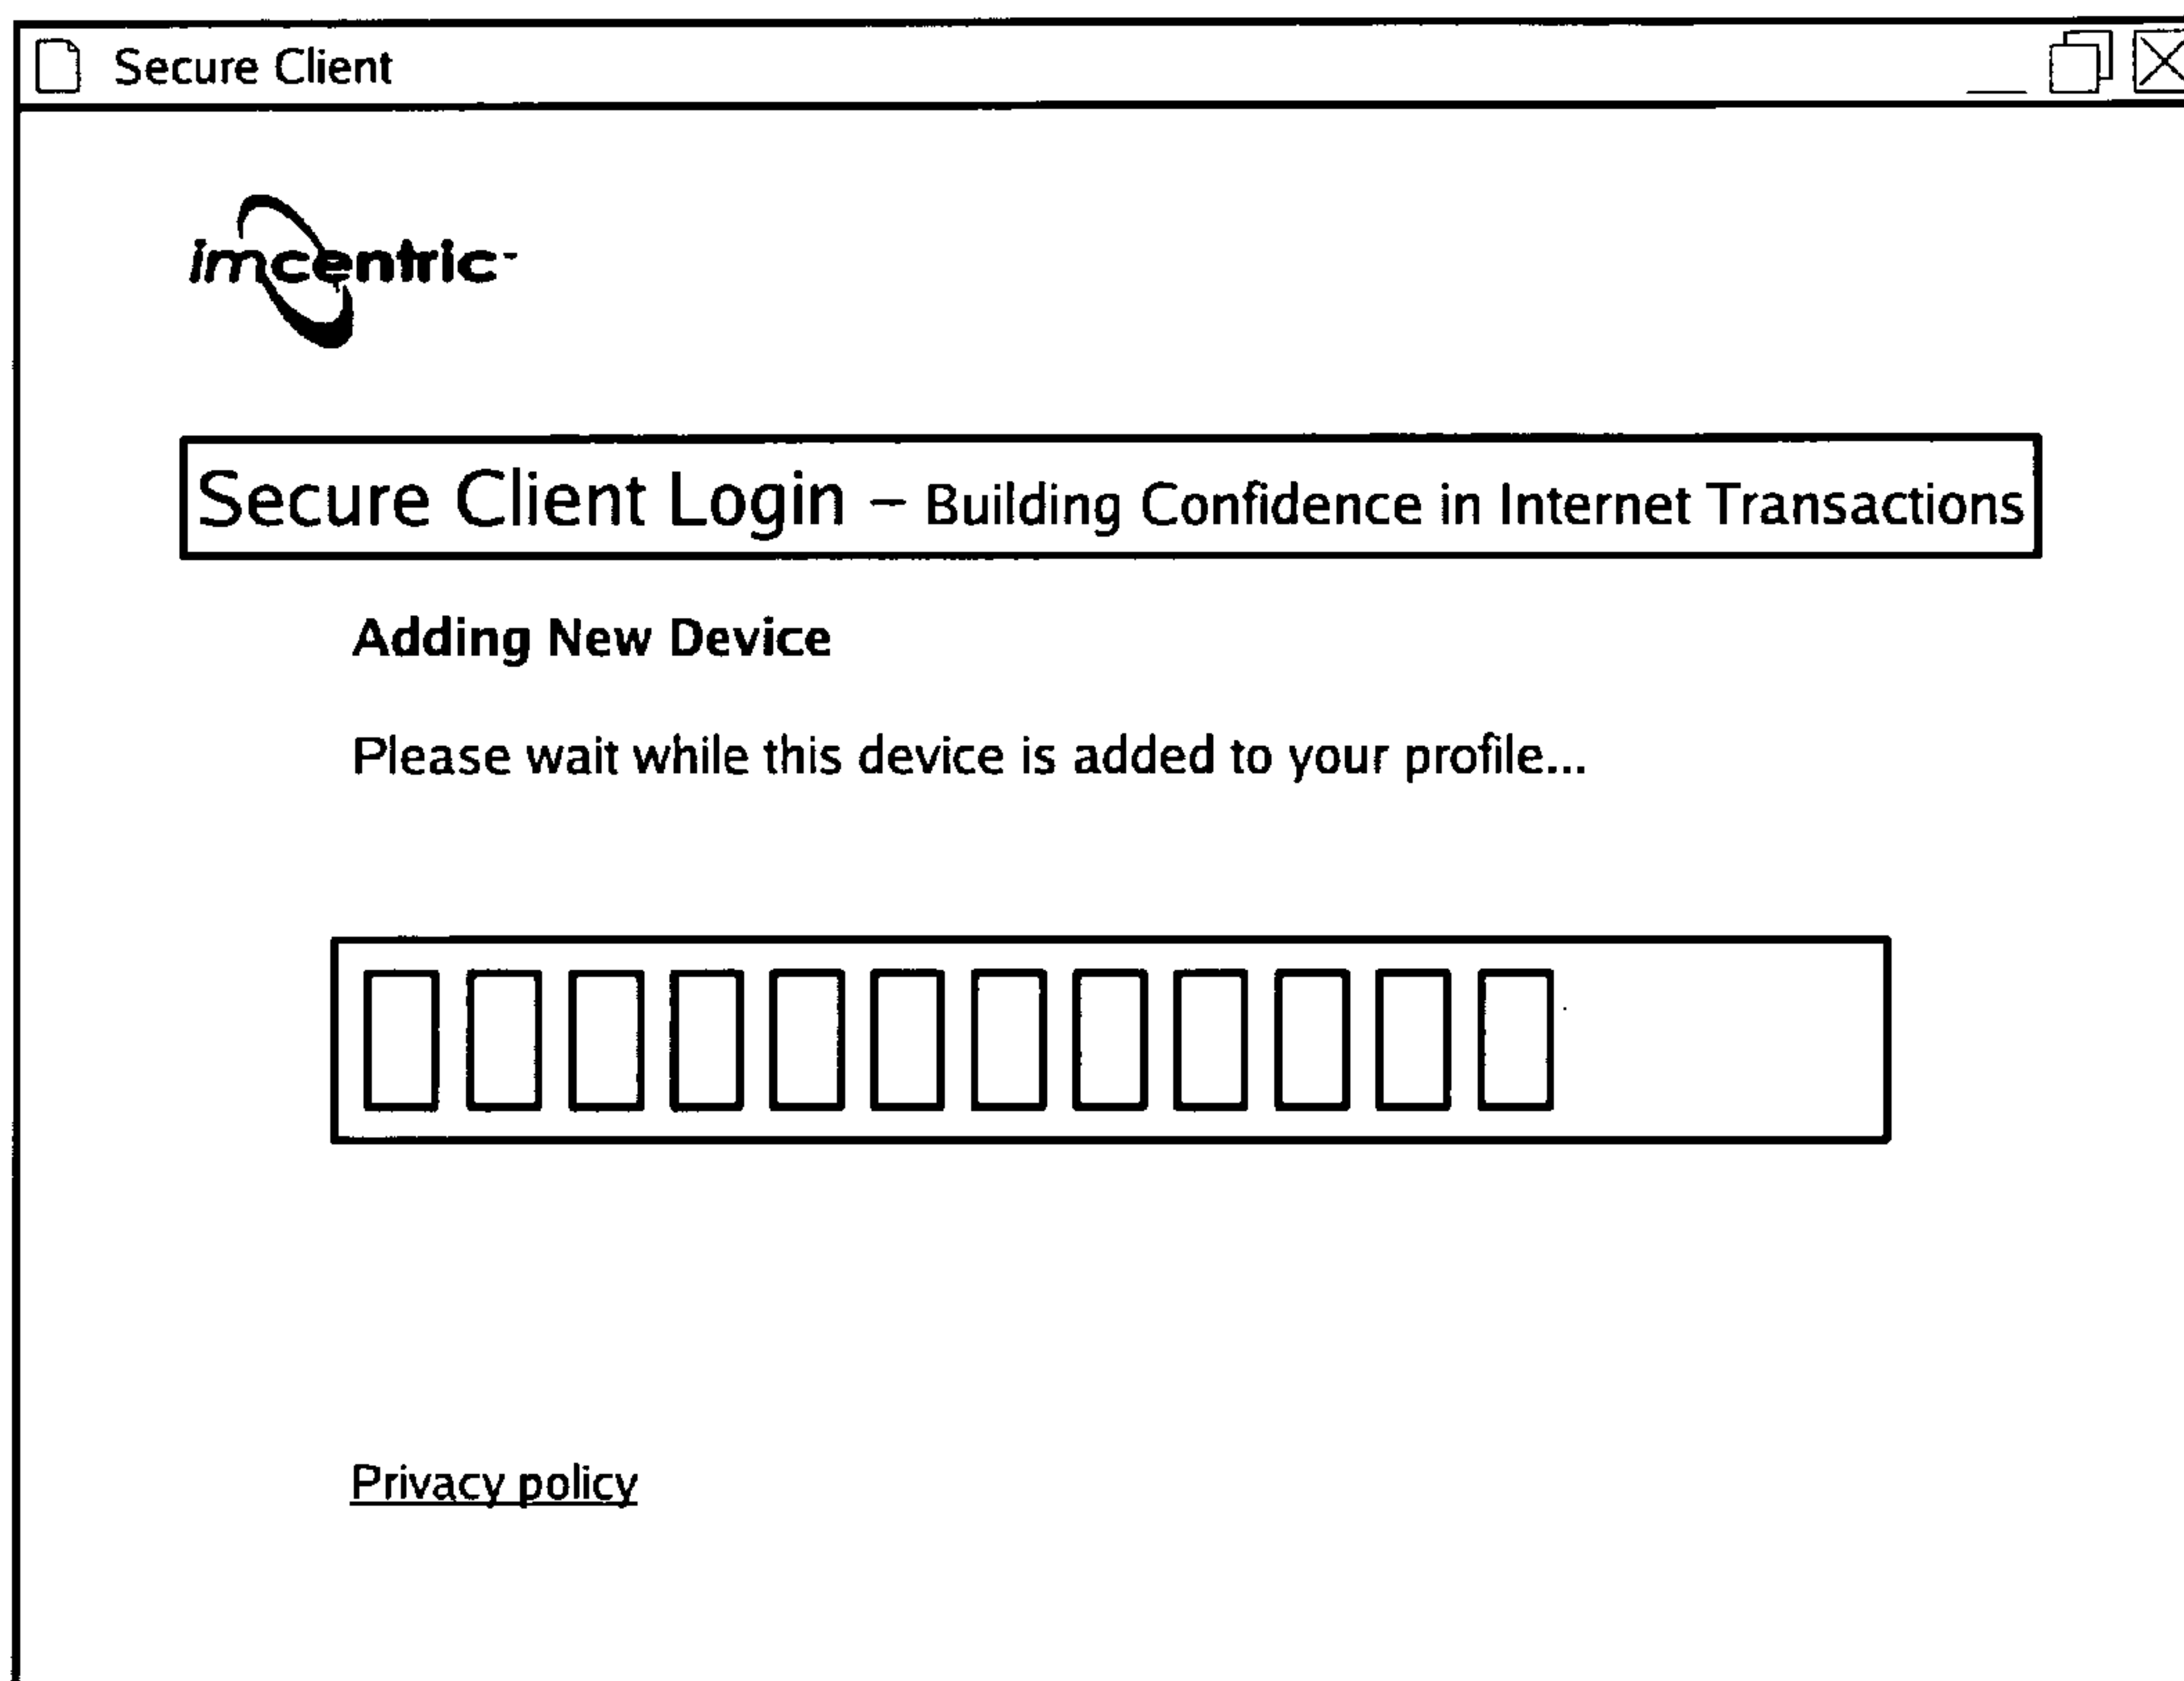 Secure Client
imcentric
Secure Client Login – Building Confidence in Internet Transactions
Adding New Device
Please wait while this device is added to your profile...
Privacy policy